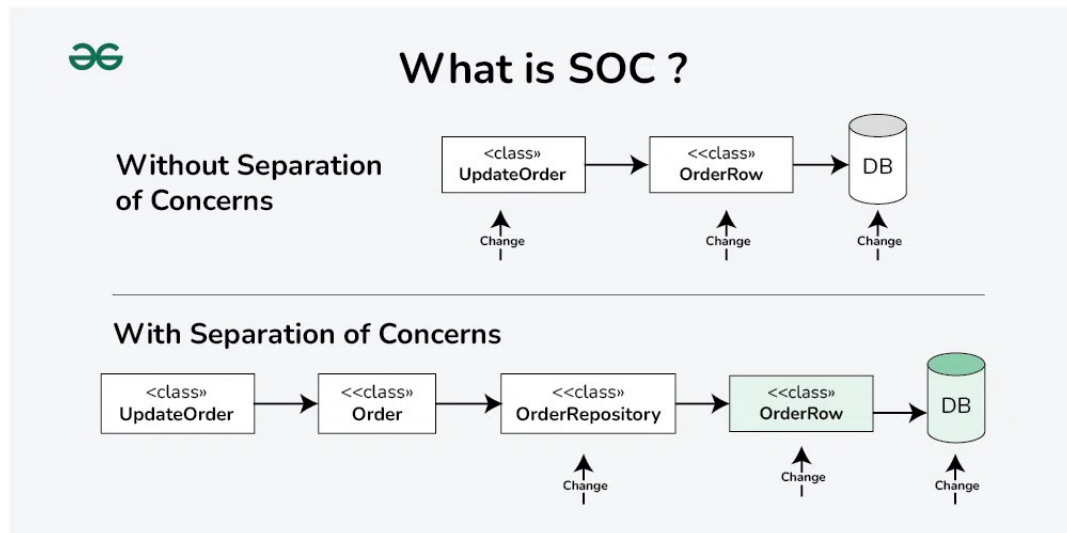 What is SOC ?
Without Separation
of Concerns
<class»
UpdateOrder
<<class»
OrderRow
DB
Change
Change
Change
With Separation of Concerns
<class»
UpdateOrder
<<class»
Order
<<class»
OrderRepository
<<class»
OrderRow
DB
Change
Change
Change